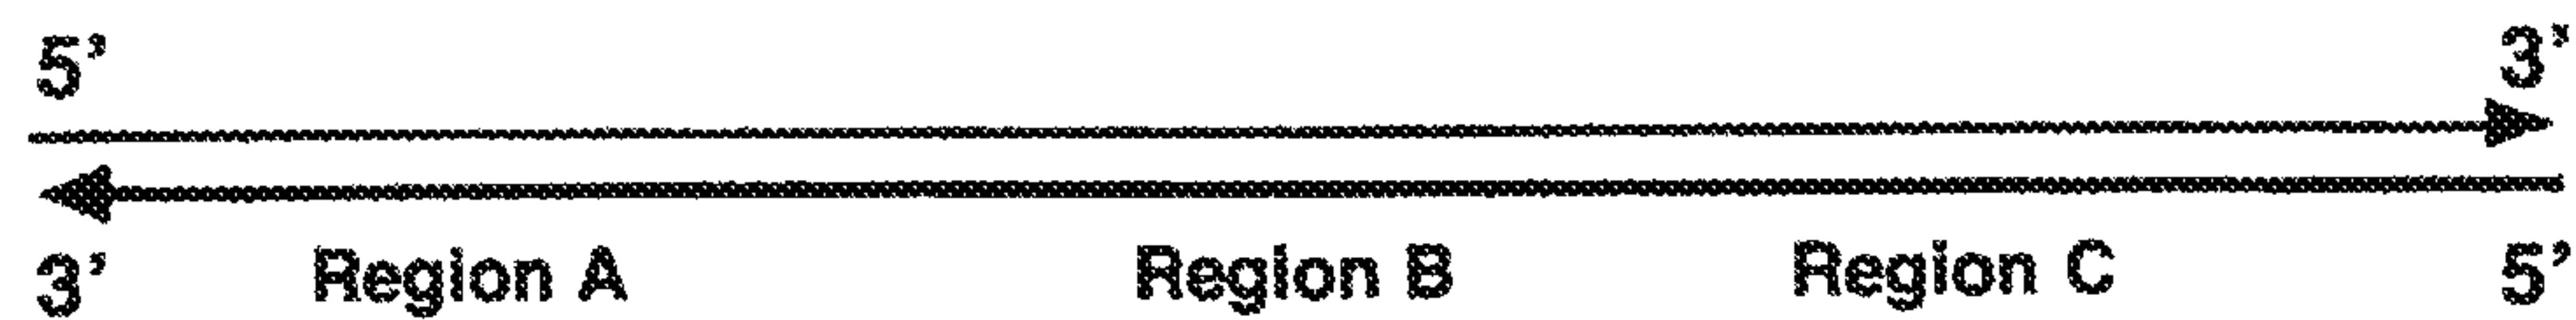 5’ 3’
3’ Region A Region B Region C 5’